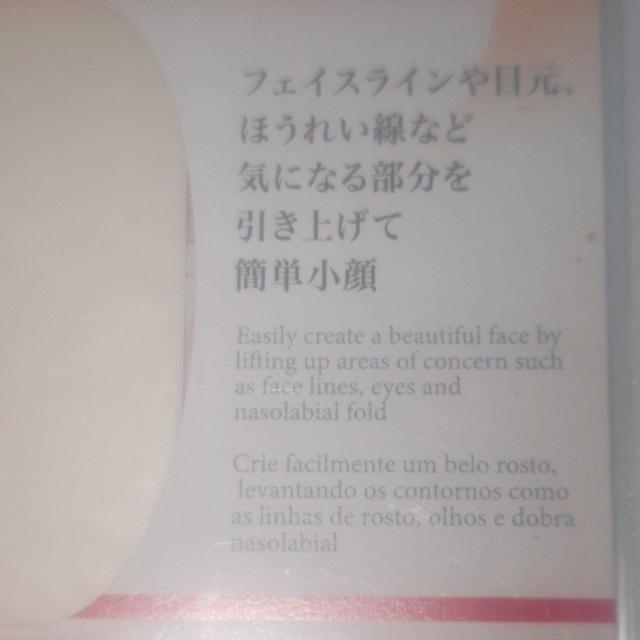 フェイスラインや目元、
ほうれい線など
気になる部分を
引き上げて
簡単小顔
Easily create a beautiful face by
lifting up areas of concern such
as face lines, eyes and
nasolabial fold
Crie facilmente um belo rosto,
levantando os contornos como
as linhas de rosto, olhos e dobra
nasolabial